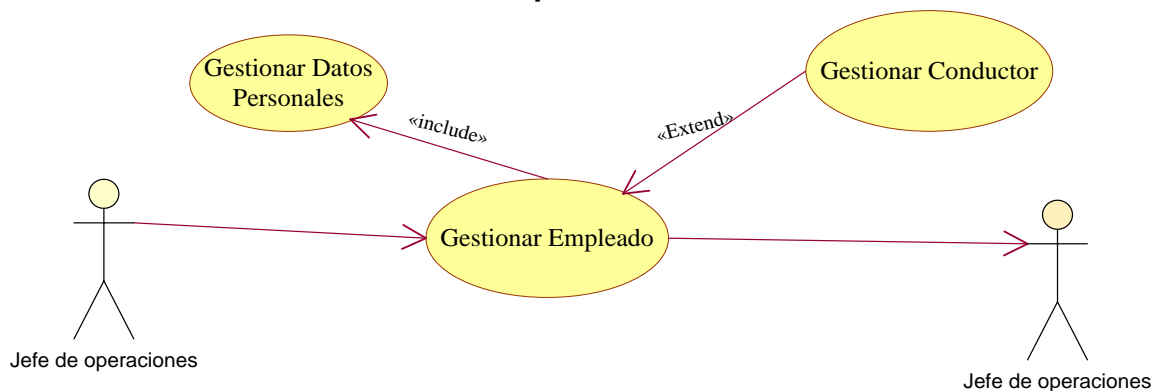 Gestionar Datos
Personales
Gestionar Conductor
«include»
«Extend»
Gestionar Empleado
Jefe de operaciones
Jefe de operaciones